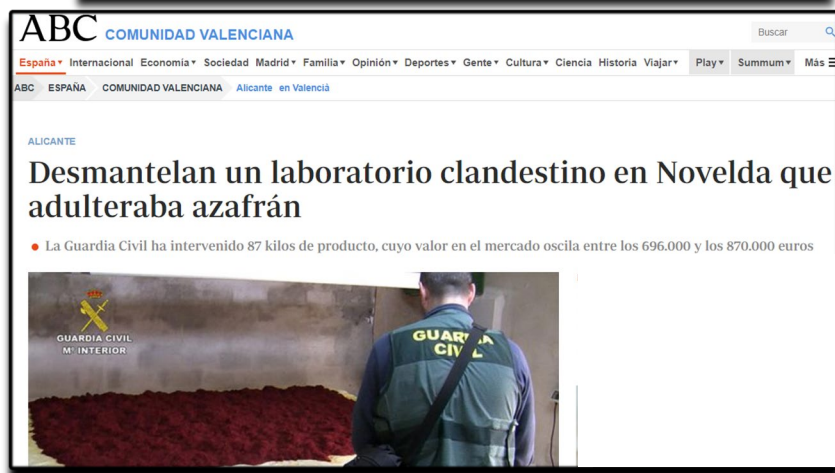 ABC COMUNIDAD VALENCIANA
Buscar
España Internacional Economía Sociedad Madrid Familia Opinión Deportes Gente Cultura Ciencia Historia Viajar Play Summum Más
ABC ESPAÑA COMUNIDAD VALENCIANA Alicante en Valencià
ALICANTE
Desmantelan un laboratorio clandestino en Novelda que
adulteraba azafrán
La Guardia Civil ha intervenido 87 kilos de producto, cuyo valor en el mercado oscila entre los 696.000 y los 870.000 euros
GUARDIA CIVIL
Mº INTERIOR
GUARDIA
CIVIL